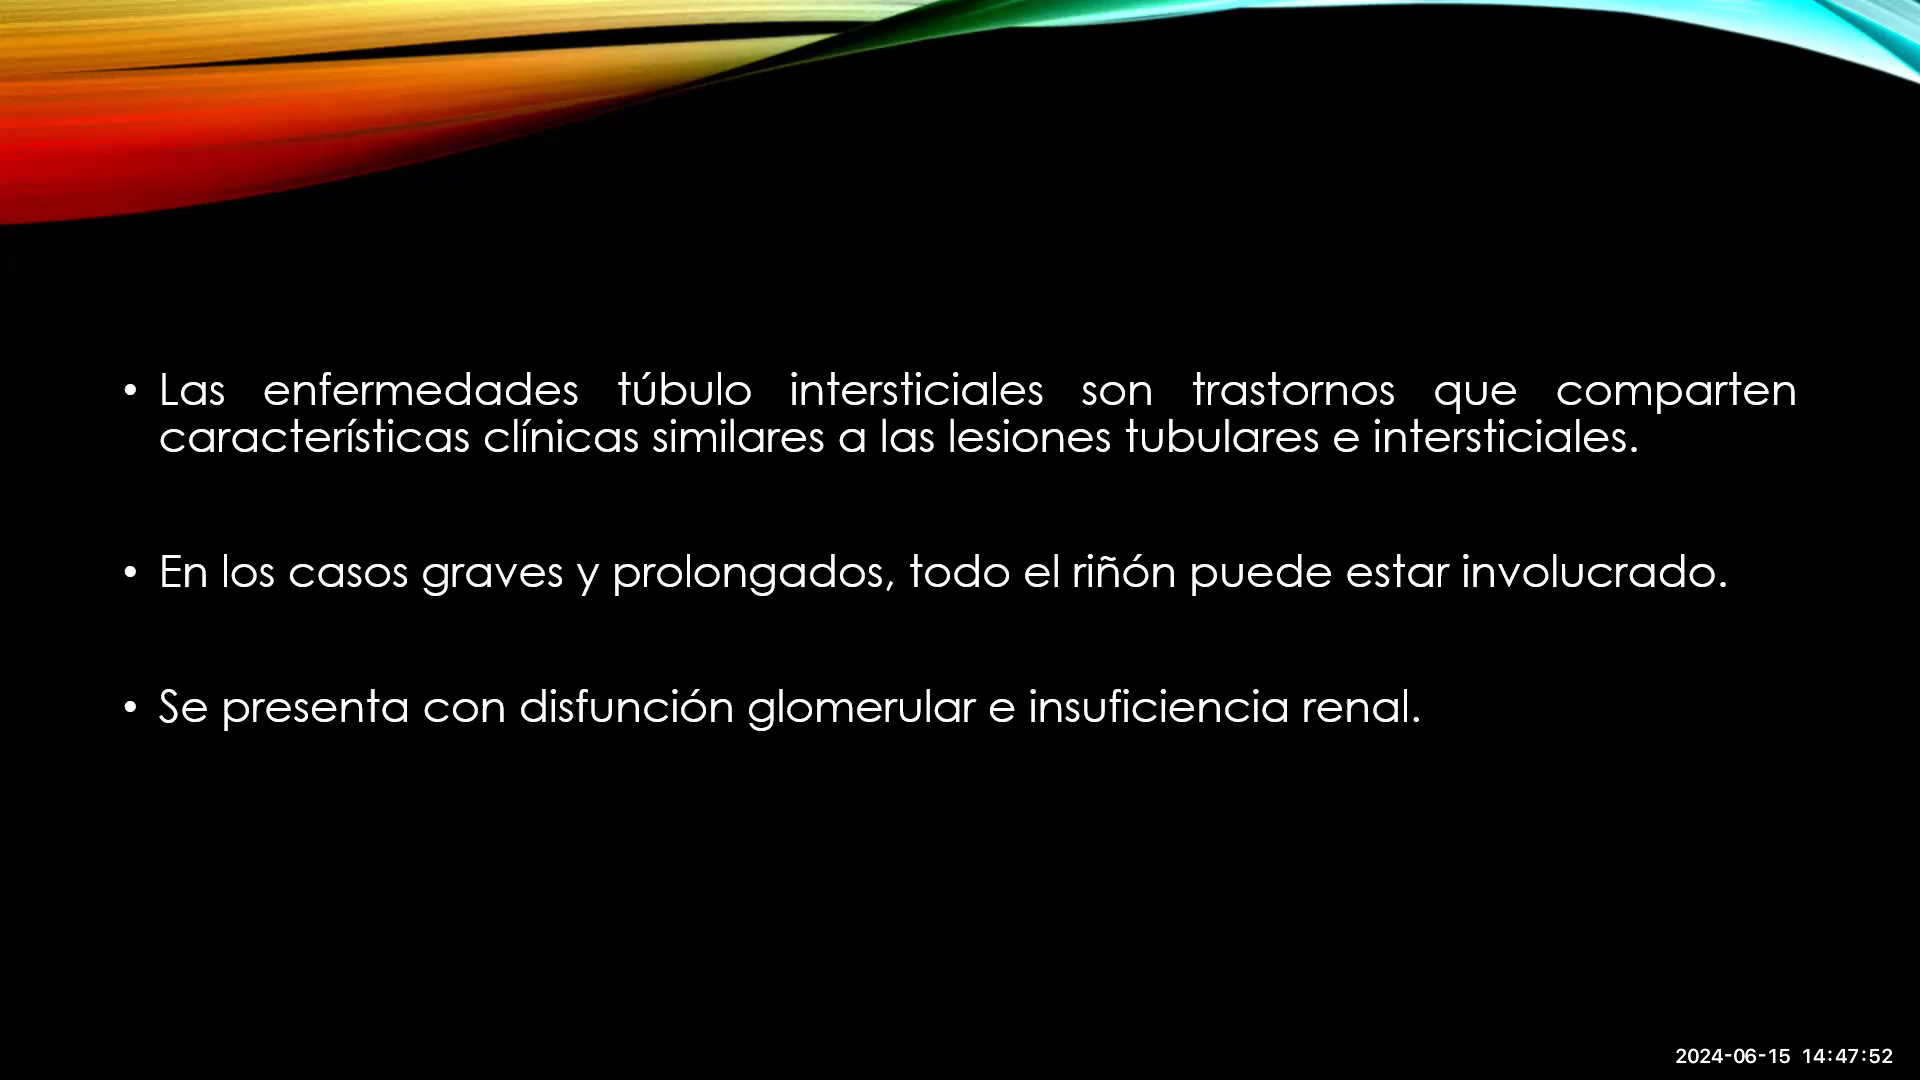 • Las enfermedades túbulo intersticiales son trastornos que comparten
características clínicas similares a las lesiones tubulares e intersticiales.
• En los casos graves y prolongados, todo el riñón puede estar involucrado.
• Se presenta con disfunción glomerular e insuficiencia renal.
2024-06-15 14:47:52